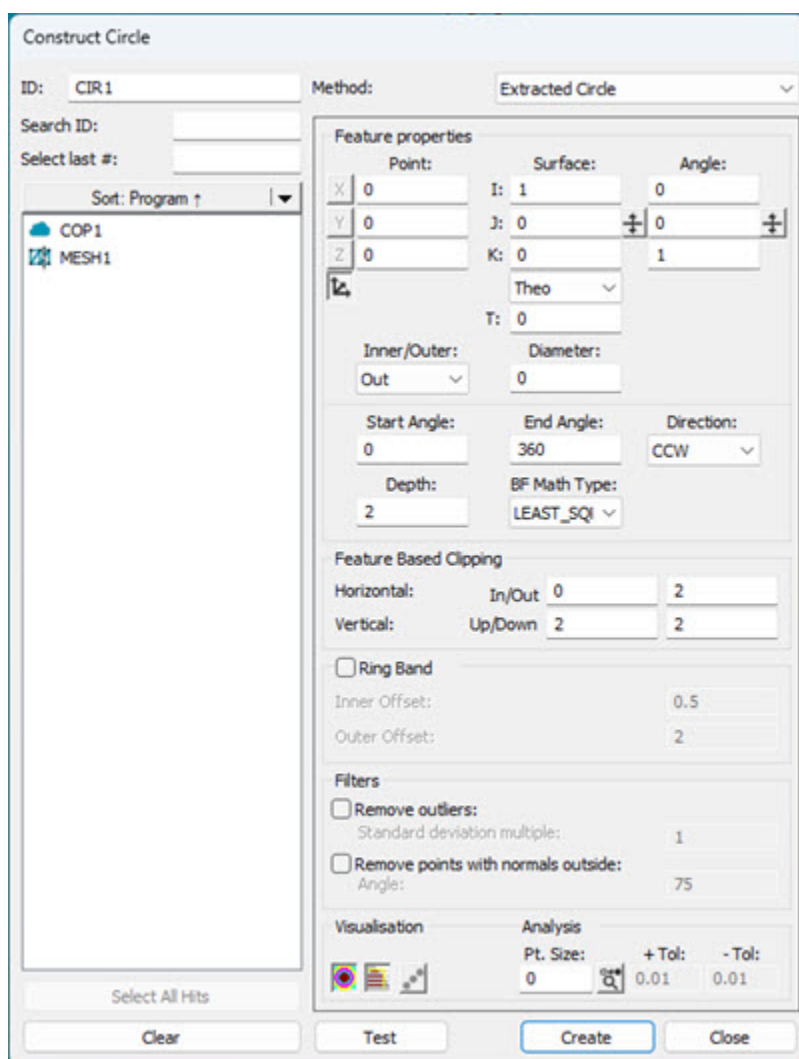 Construct Circle
ID: CIR1 Method: Extracted Circle
Search ID:
Select last #:
Sort: Program ↑
COP1
MESH1
Select All Hits
Clear
Feature properties
Point: Surface: Angle:
X 0 I: 1 0
Y 0 J: 0 0
Z 0 K: 0 1
Theo
T: 0
Inner/Outer: Diameter:
Out 0
Start Angle: End Angle: Direction:
0 360 CCW
Depth: BF Math Type:
2 LEAST_SQI
Feature Based Clipping
Horizontal: In/Out 0 2
Vertical: Up/Down 2 2
Ring Band
Inner Offset: 0.5
Outer Offset: 2
Filters
Remove outliers:
Standard deviation multiple: 1
Remove points with normals outside:
Angle: 75
Visualisation Analysis
Pt. Size: + Tol: - Tol:
0 0.01 0.01
Test Create Close